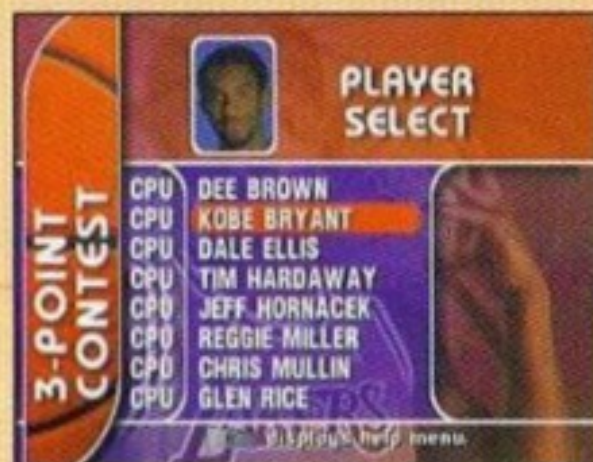 PLAYER
SELECT
3-POINT
CONTEST
CPU DEE BROWN
CPU KOBE BRYANT
CPU DALE ELLIS
CPU TIM HARDAWAY
CPU JEFF HORNACEK
CPU REGGIE MILLER
CPU CHRIS MULLIN
CPU GLEN RICE
displays help menu.